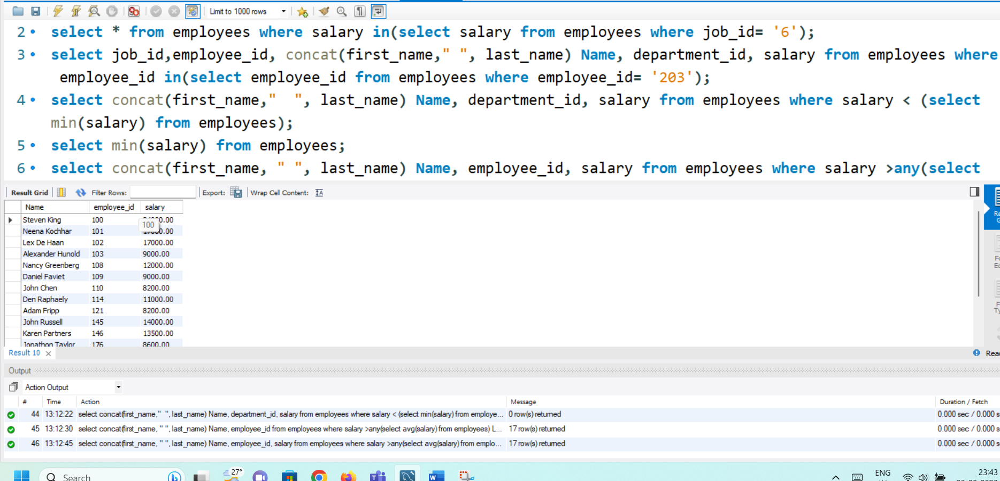 Limit to 1000 rows
2 select * from employees where salary in(select salary from employees where job_id= '6');
3 select job_id,employee_id, concat(first_name," ", last_name) Name, department_id, salary from employees where
employee_id in(select employee_id from employees where employee_id= '203');
4 select concat(first_name,"  ", last_name) Name, department_id, salary from employees where salary < (select
min(salary) from employees);
5 select min(salary) from employees;
6 select concat(first_name, " ", last_name) Name, employee_id, salary from employees where salary >any(select
Result Grid Filter Rows: Export: Wrap Cell Content:
Name employee_id salary
Steven King 100
100
Neena Kochhar 101
Lex De Haan 102 17000.00
Alexander Hunold 103 9000.00
Nancy Greenberg 108 12000.00
Daniel Faviet 109 9000.00
John Chen 110 8200.00
Den Raphaely 114 11000.00
Adam Fripp 121 8200.00
John Russell 145 14000.00
Karen Partners 146 13500.00
Jonathon Taylor 176 8600.00
Result 10
Output
Action Output
# Time Action Message Duration / Fetch
44 13:12:22 select concat(first_name,"  ", last_name) Name, department_id, salary from employees where salary < (select min(salary) from employe... 0 row(s) returned 0.000 sec / 0.000 s
45 13:12:30 select concat(first_name, " ", last_name) Name, employee_id from employees where salary >any(select avg(salary) from employees) L... 17 row(s) returned 0.000 sec / 0.000 s
46 13:12:45 select concat(first_name, " ", last_name) Name, employee_id, salary from employees where salary >any(select avg(salary) from emplo... 17 row(s) returned 0.000 sec / 0.000 s
Search 27° ENG 23:43